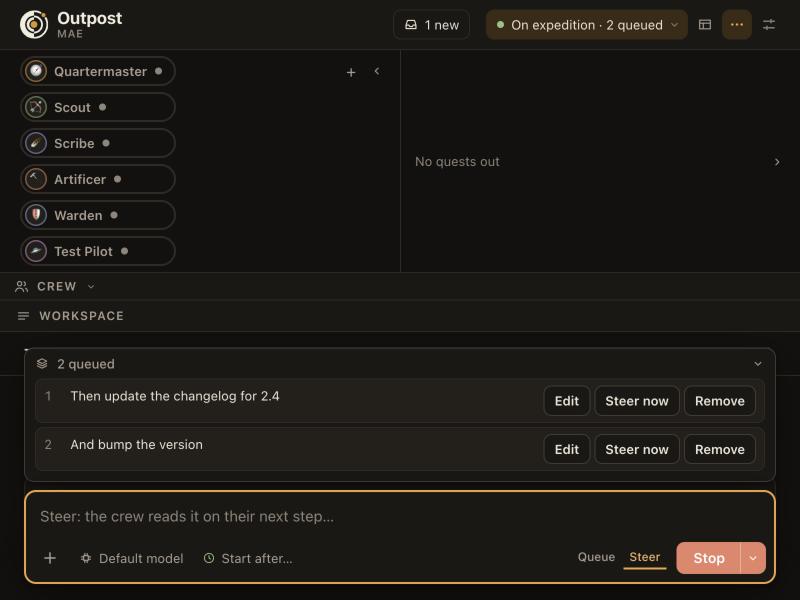 Outpost
MAE
1 new
On expedition · 2 queued
Quartermaster
Scout
Scribe
Artificer
Warden
Test Pilot
No quests out
CREW
WORKSPACE
2 queued
1 Then update the changelog for 2.4 Edit Steer now Remove
2 And bump the version Edit Steer now Remove
Steer: the crew reads it on their next step...
Default model Start after... Queue Steer Stop